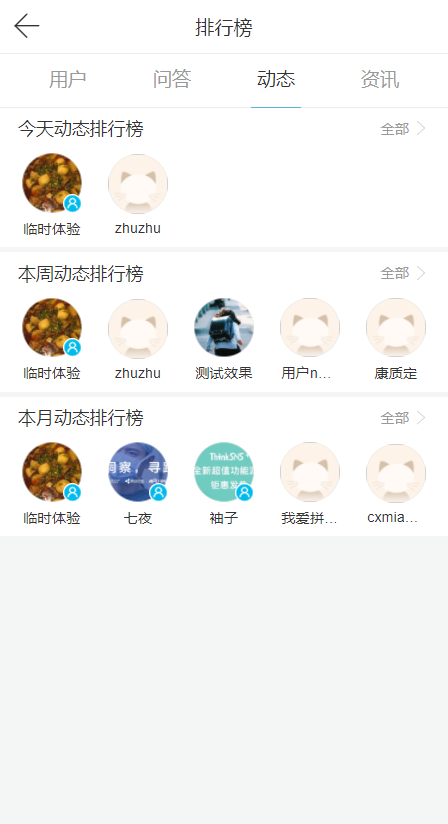 排行榜
用户 问答 动态 资讯
今天动态排行榜 全部
临时体验 zhuzhu
本周动态排行榜 全部
临时体验 zhuzhu 测试效果 用户n... 康质定
本月动态排行榜 全部
ThinkSNS
临时体验 七夜 袖子 我爱拼... cxmia...